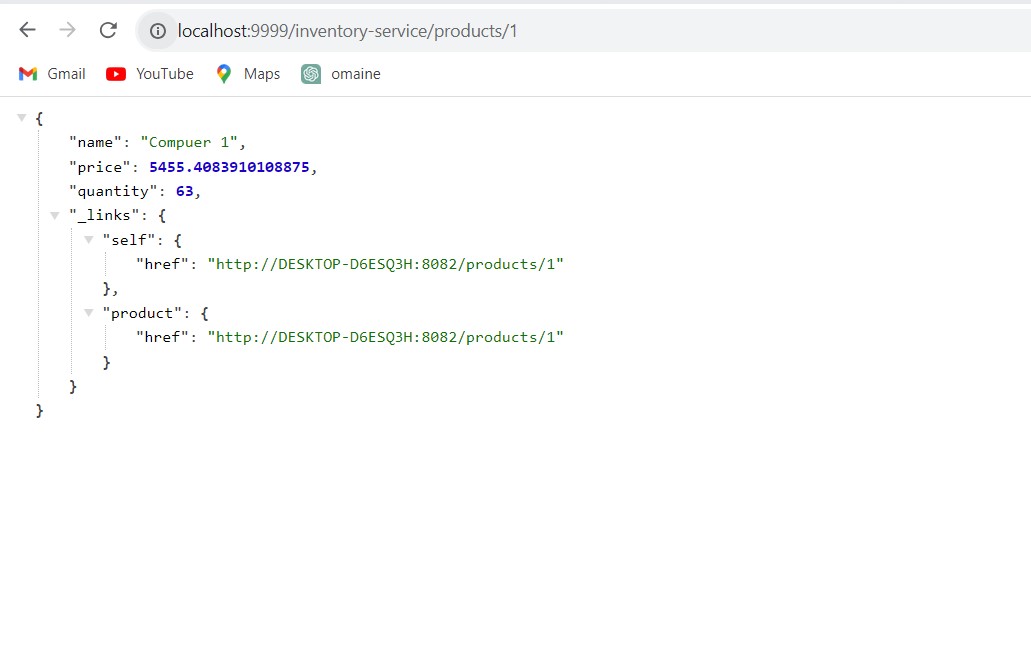 localhost:9999/inventory-service/products/1
Gmail YouTube Maps omaine
{
"name": "Compuer 1",
"price": 5455.4083910108875,
"quantity": 63,
"_links": {
"self": {
"href": "http://DESKTOP-D6ESQ3H:8082/products/1"
},
"product": {
"href": "http://DESKTOP-D6ESQ3H:8082/products/1"
}
}
}